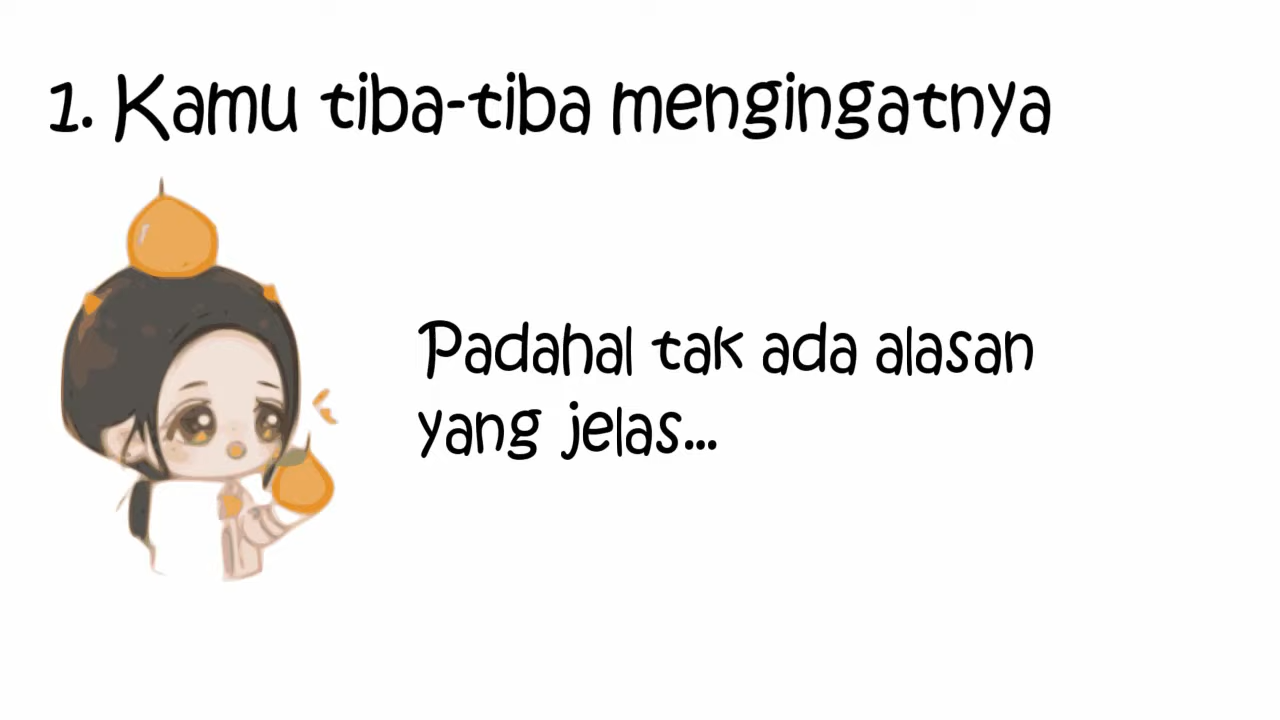 1. Kamu tiba-tiba mengingatnya
Padahal tak ada alasan
yang jelas...